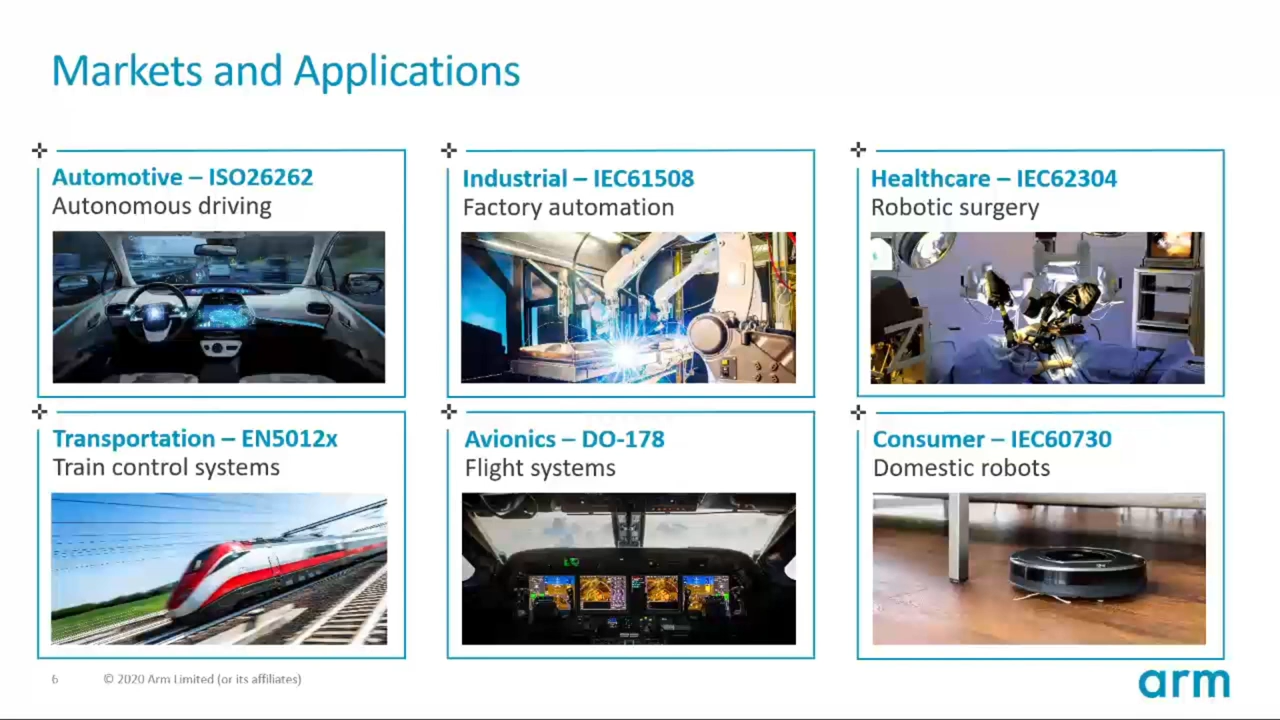 Markets and Applications
Automotive – ISO26262
Autonomous driving
Industrial – IEC61508
Factory automation
Healthcare – IEC62304
Robotic surgery
Transportation – EN5012x
Train control systems
Avionics – DO-178
Flight systems
Consumer – IEC60730
Domestic robots
6
© 2020 Arm Limited (or its affiliates)
arm